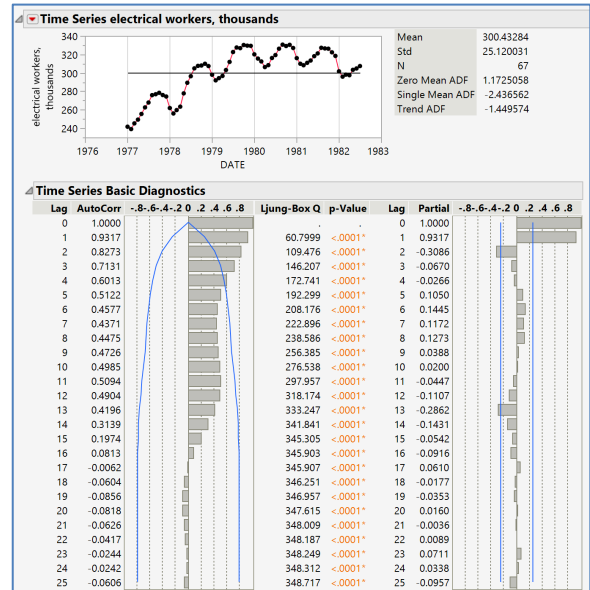 Time Series electrical workers, thousands
340
320
300
280
260
240
electrical workers,
thousands
1976 1977 1978 1979 1980 1981 1982 1983
DATE
Mean 300.43284
Std 25.120031
N 67
Zero Mean ADF 1.1725058
Single Mean ADF -2.436562
Trend ADF -1.449574
Time Series Basic Diagnostics
Lag AutoCorr -.8-.6-.4-.2 0 .2 .4 .6 .8 Ljung-Box Q p-Value Lag Partial -.8-.6-.4-.2 0 .2 .4 .6 .8
0 1.0000 . . 0 1.0000
1 0.9317 60.7999 <.0001* 1 0.9317
2 0.8273 109.476 <.0001* 2 -0.3086
3 0.7131 146.207 <.0001* 3 -0.0670
4 0.6013 172.741 <.0001* 4 -0.0266
5 0.5122 192.299 <.0001* 5 0.1050
6 0.4577 208.176 <.0001* 6 0.1445
7 0.4371 222.896 <.0001* 7 0.1172
8 0.4475 238.586 <.0001* 8 0.1273
9 0.4726 256.385 <.0001* 9 0.0388
10 0.4985 276.538 <.0001* 10 0.0200
11 0.5094 297.957 <.0001* 11 -0.0447
12 0.4904 318.174 <.0001* 12 -0.1107
13 0.4196 333.247 <.0001* 13 -0.2862
14 0.3139 341.841 <.0001* 14 -0.1431
15 0.1974 345.305 <.0001* 15 -0.0542
16 0.0813 345.903 <.0001* 16 -0.0916
17 -0.0062 345.907 <.0001* 17 0.0610
18 -0.0604 346.251 <.0001* 18 -0.0177
19 -0.0856 346.957 <.0001* 19 -0.0353
20 -0.0818 347.615 <.0001* 20 0.0160
21 -0.0626 348.009 <.0001* 21 -0.0036
22 -0.0417 348.187 <.0001* 22 0.0089
23 -0.0244 348.249 <.0001* 23 0.0711
24 -0.0242 348.312 <.0001* 24 0.0338
25 -0.0606 348.717 <.0001* 25 -0.0957